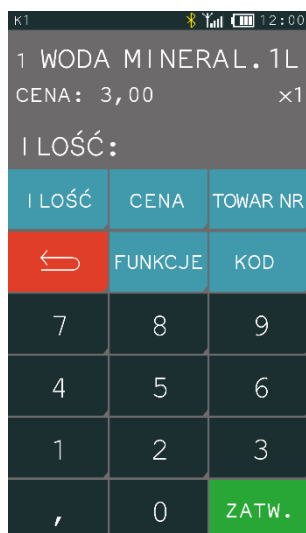 K1 12:00
1 WODA MINERAL.1L
CENA: 3,00 ×1
ILOŚĆ:
ILOŚĆ CENA TOWAR NR
FUNKCJE KOD
7 8 9
4 5 6
1 2 3
, 0 ZATW.